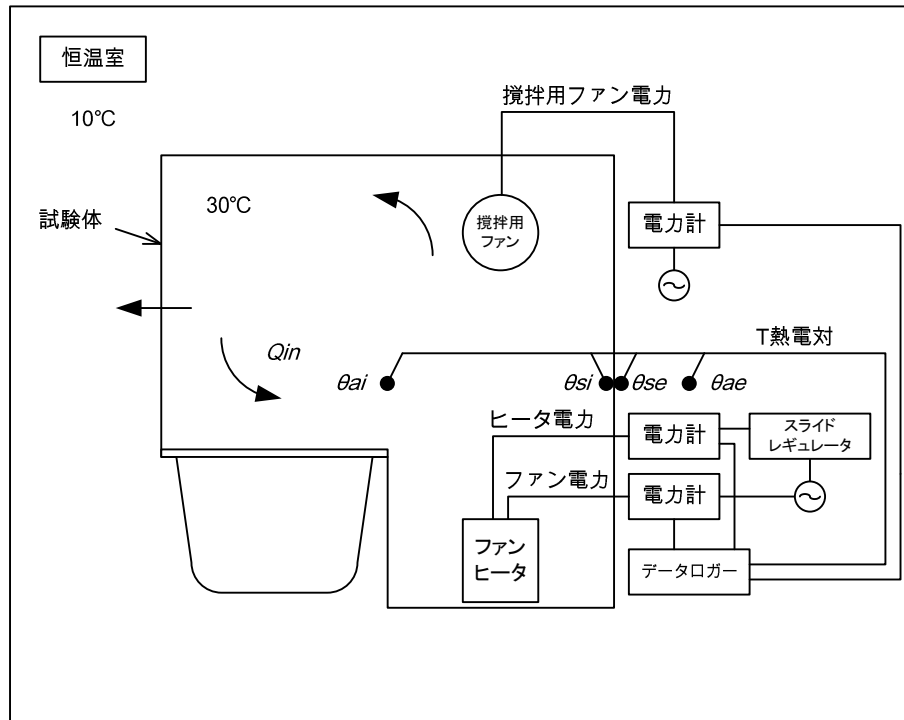 恒温室
10℃
攪拌用ファン電力
試験体
30℃
攪拌用
ファン
電力計
Qin
T熱電対
θai
θsi
θse
θae
ヒータ電力
電力計
スライド
レギュレータ
ファン電力
電力計
ファン
ヒータ
データロガー